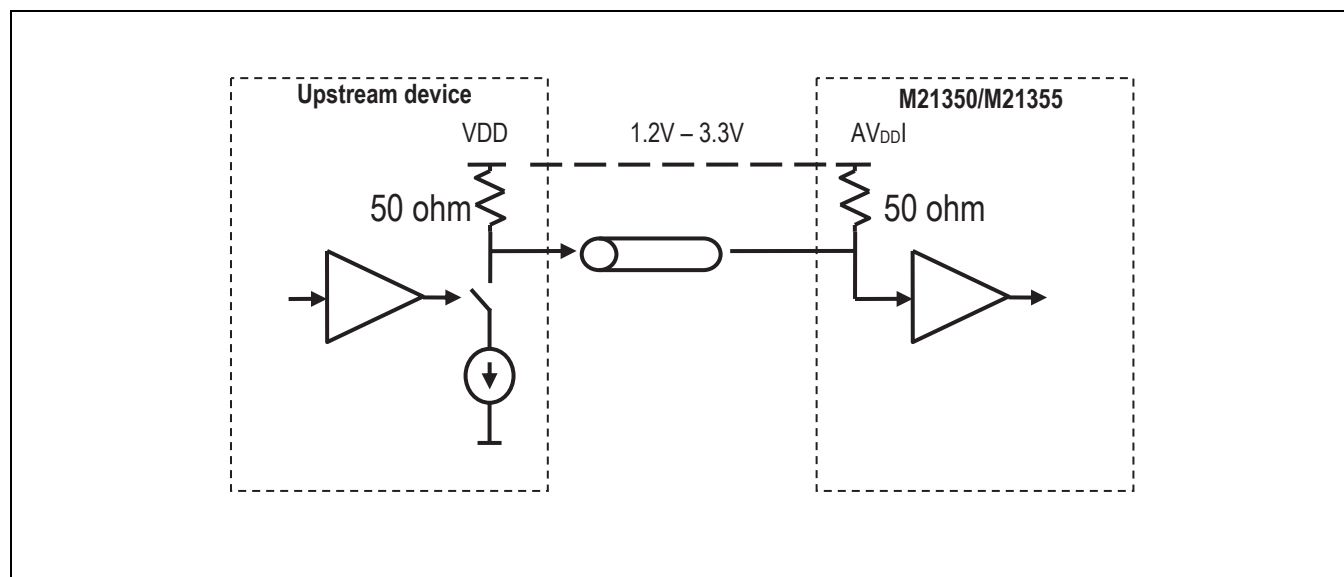 Upstream device
M21350/M21355
VDD
1.2V – 3.3V
AVDDI
50 ohm
50 ohm